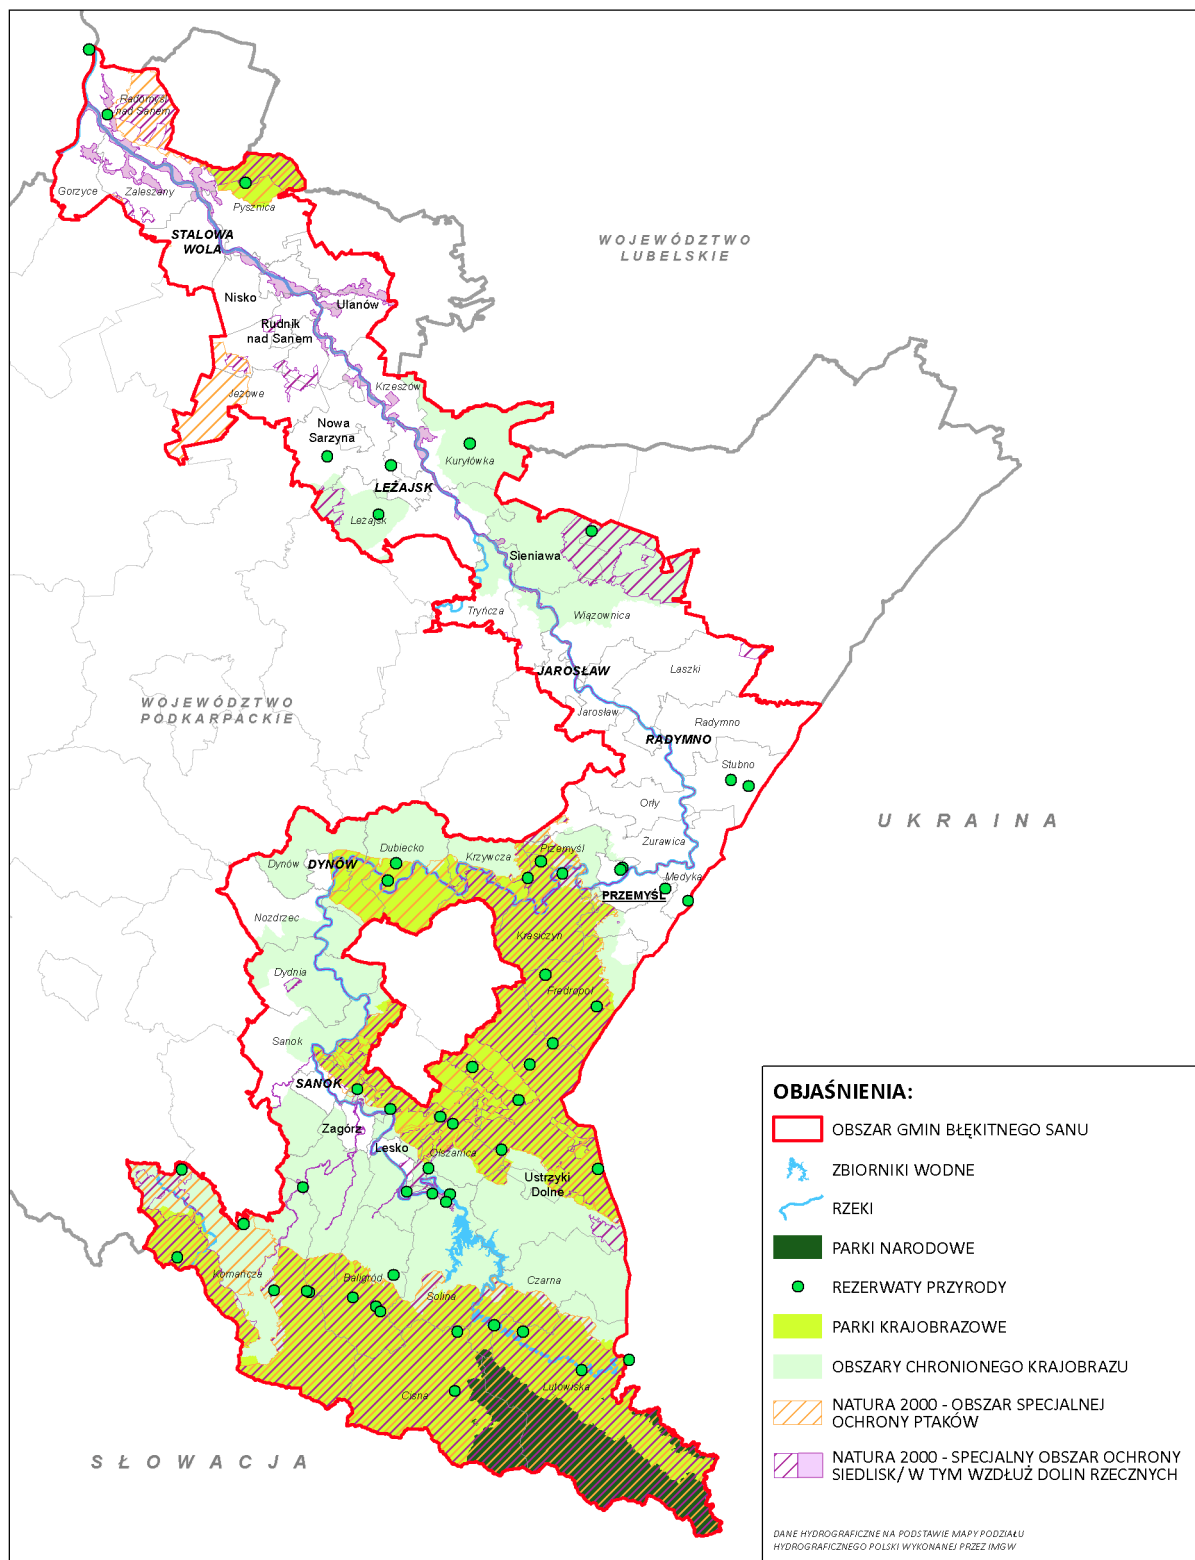 Radomyśl
nad Sanem
Gorzyce
Zaleszany
Pysznica
STALOWA
WOLA
WOJEWÓDZTWO
LUBELSKIE
Nisko
Ulanów
Rudnik
nad Sanem
Jeżowe
Krzeszów
Nowa
Sarzyna
Kuryłówka
LEŻAJSK
Leżajsk
Sieniawa
Tryńcza
Wiązownica
JAROSŁAW
Laszki
WOJEWÓDZTWO
PODKARPACKIE
Jarosław
Radymno
RADYMNO
Stubno
Orły
UKRAINA
Żurawica
Dubiecko
Krzywcza
Przemyśl
Dynów
DYNÓW
Medyka
PRZEMYŚL
Nozdrzec
Krasiczyn
Dydnia
Fredropol
Sanok
SANOK
Zagórz
Lesko
Olszanica
Ustrzyki
Dolne
Komańcza
Baligród
Solina
Czarna
Cisna
Lutowiska
SŁOWACJA
OBJAŚNIENIA:
OBSZAR GMIN BŁĘKITNEGO SANU
ZBIORNIKI WODNE
RZEKI
PARKI NARODOWE
REZERWATY PRZYRODY
PARKI KRAJOBRAZOWE
OBSZARY CHRONIONEGO KRAJOBRAZU
NATURA 2000 - OBSZAR SPECJALNEJ
OCHRONY PTAKÓW
NATURA 2000 - SPECJALNY OBSZAR OCHRONY
SIEDLISK/ W TYM WZDŁUŻ DOLIN RZECZNYCH
DANE HYDROGRAFICZNE NA PODSTAWIE MAPY PODZIAŁU
HYDROGRAFICZNEGO POLSKI WYKONANEJ PRZEZ IMGW